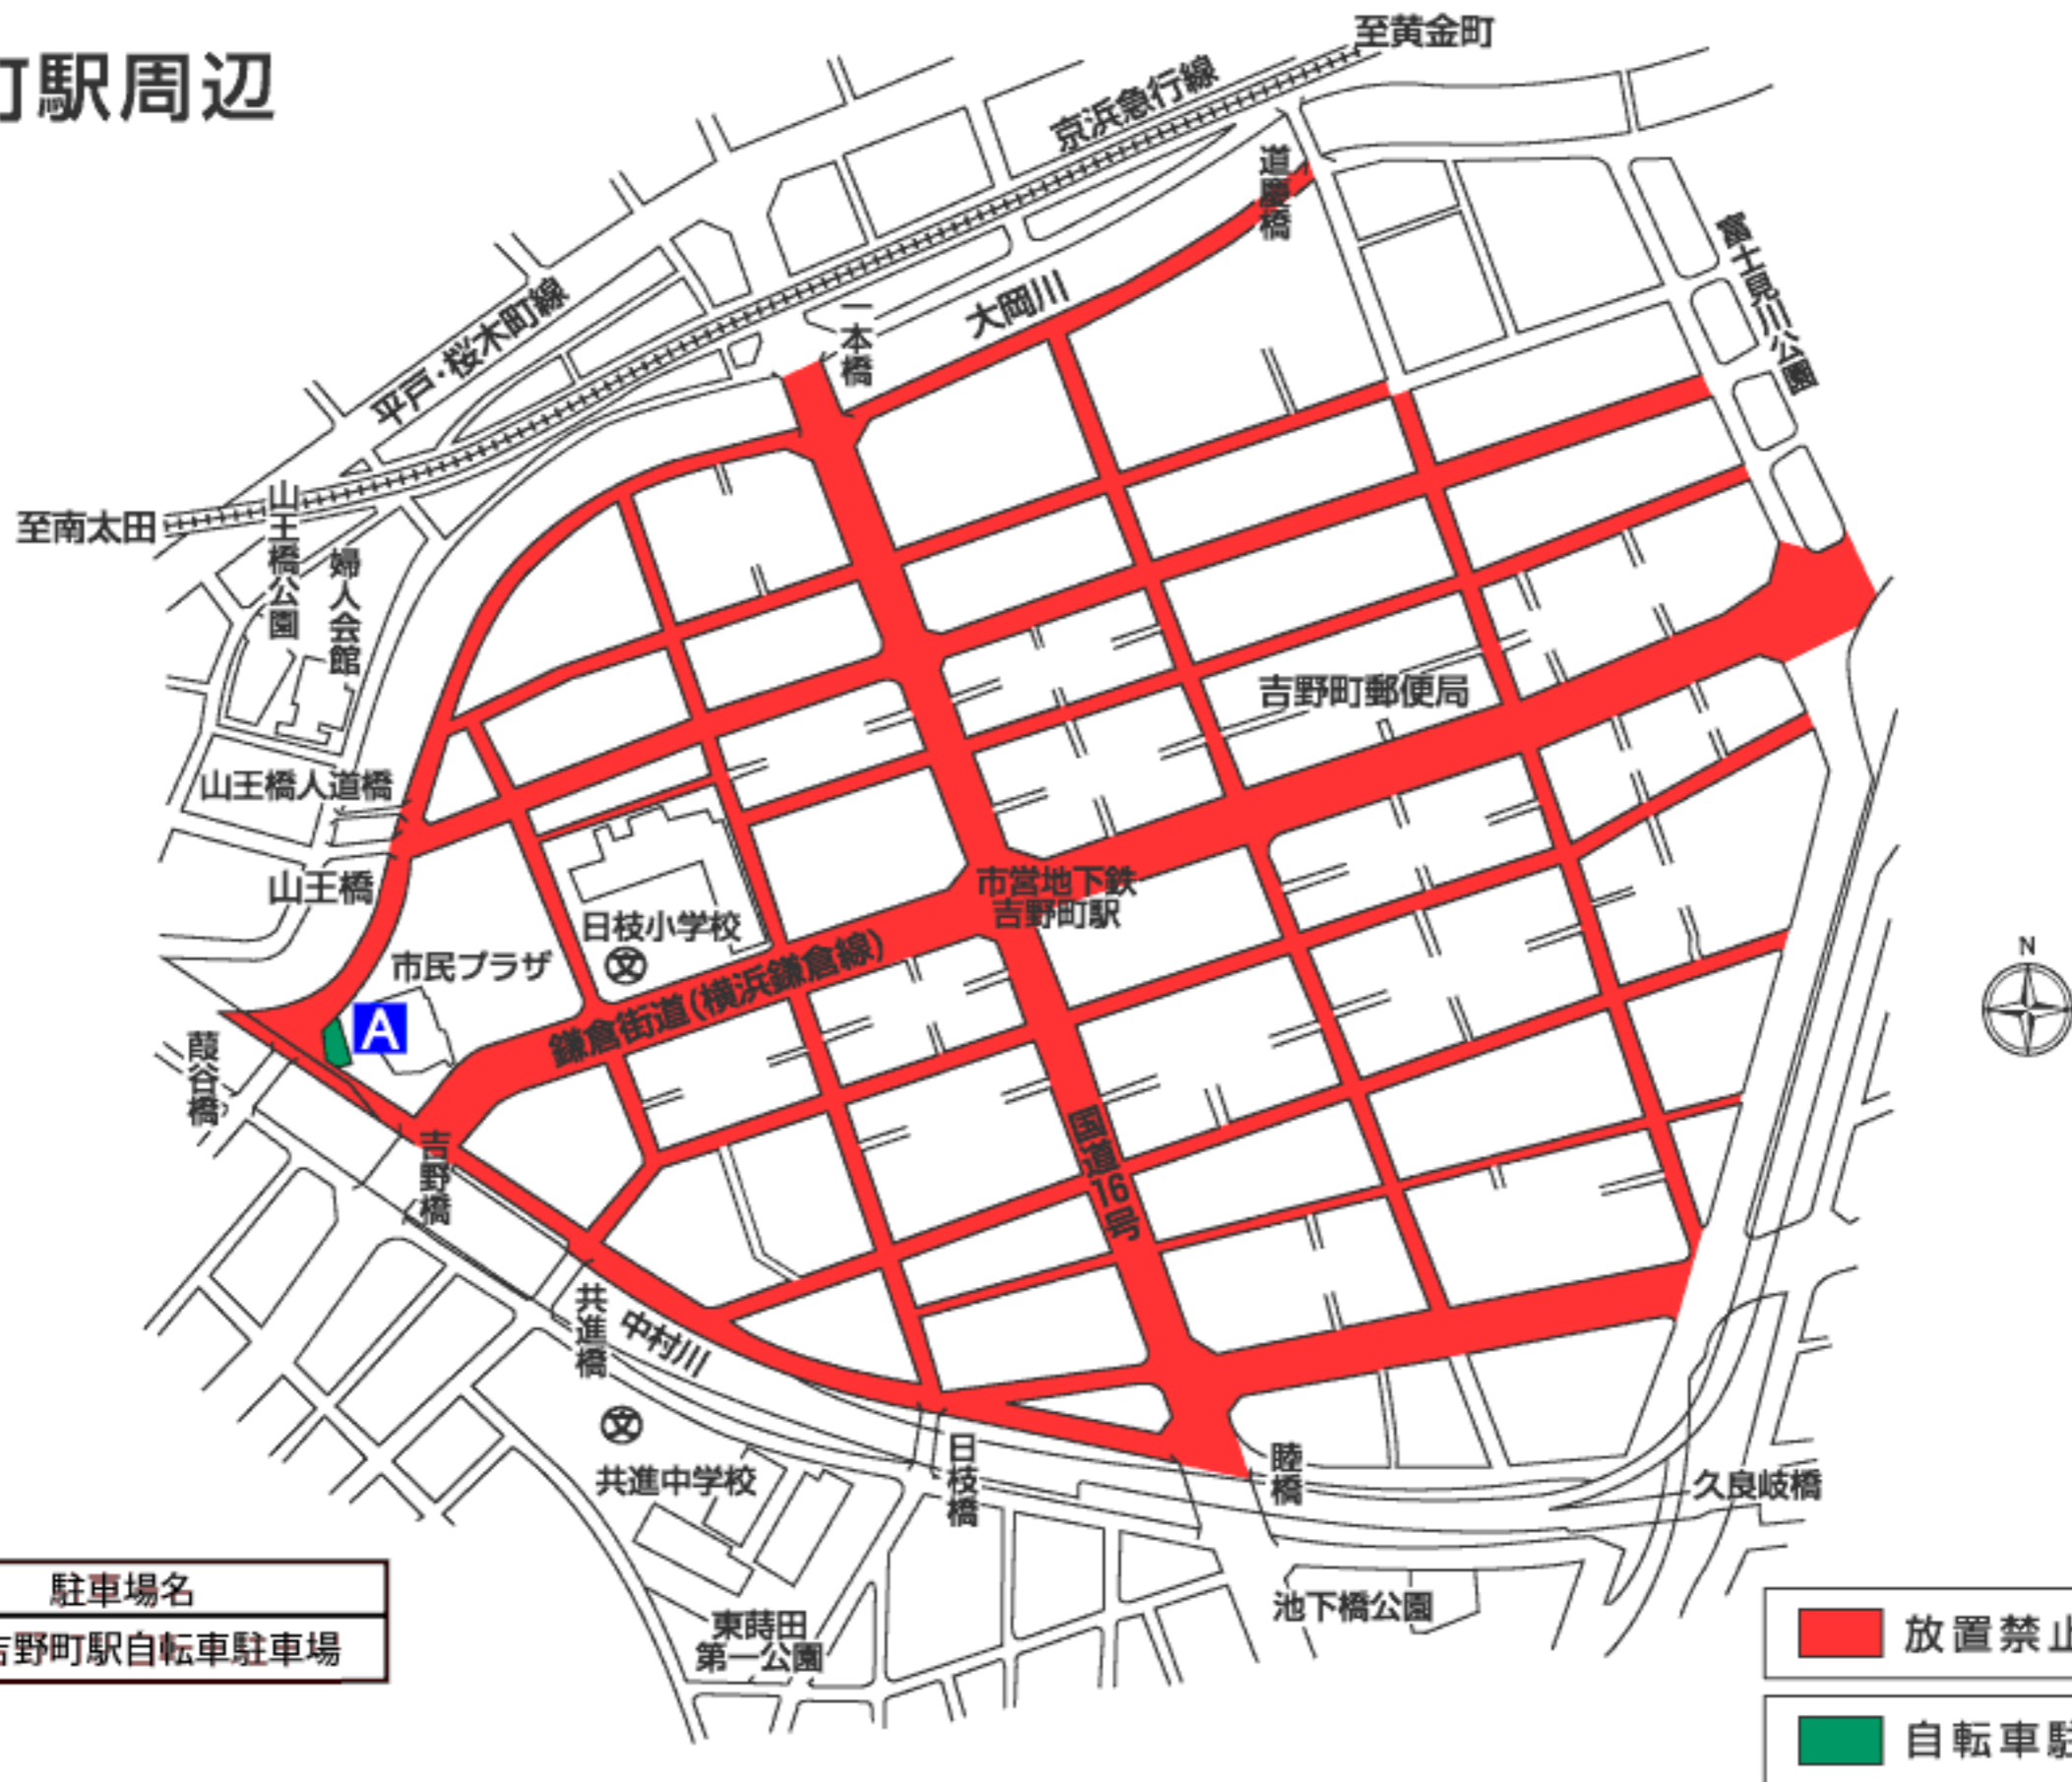 町駅周辺
至黄金町
京浜急行線
道慶橋
富士見川公園
大岡川
一本橋
平戸・桜木町線
至南太田
山王橋公園
婦人会館
吉野町郵便局
山王橋人道橋
山王橋
市営地下鉄
吉野町駅
日枝小学校
文
市民プラザ
鎌倉街道(横浜鎌倉線)
N
A
葭谷橋
吉野橋
国道16号
共進橋
中村川
文
共進中学校
日枝橋
睦橋
久良岐橋
池下橋公園
東蒔田
第一公園
駐車場名
吉野町駅自転車駐車場
放置禁止
自転車駐